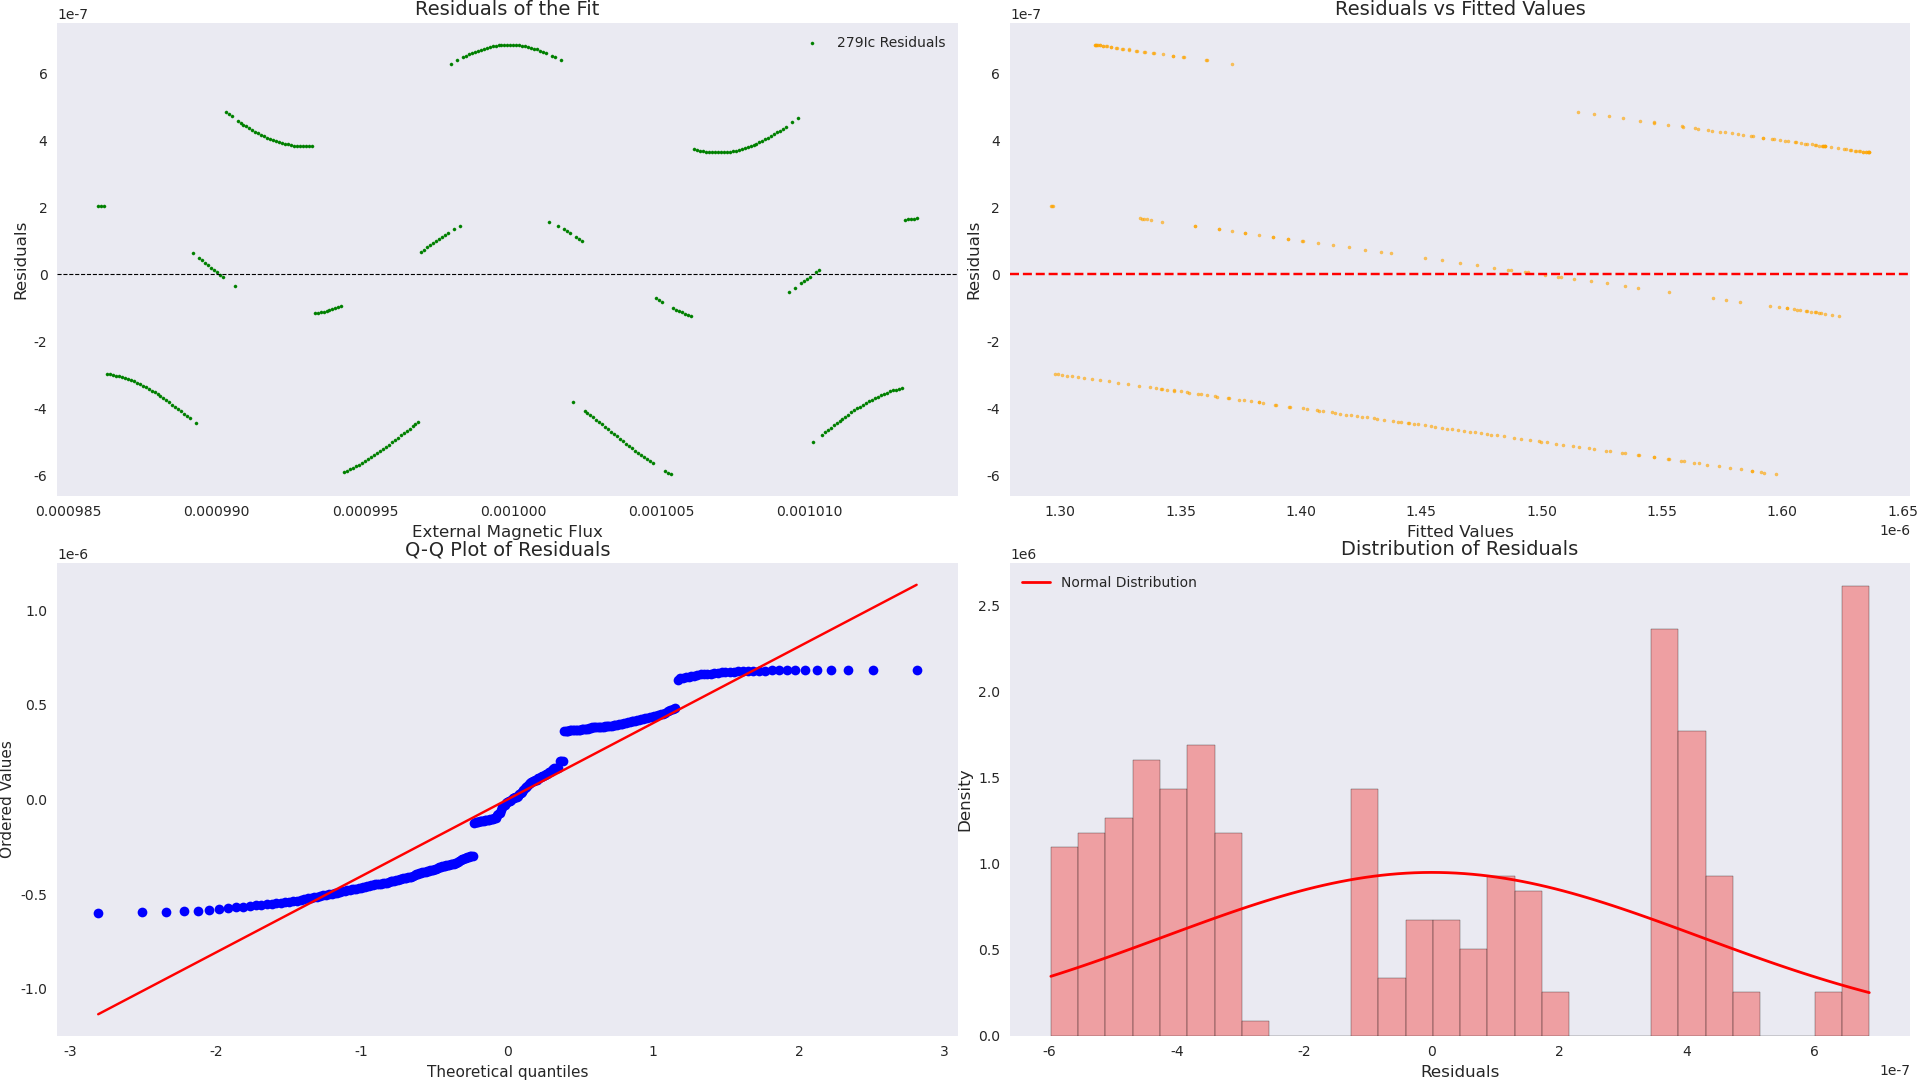 Residuals of the Fit
1e-7
279Ic Residuals
6
4
2
0
-2
-4
-6
Residuals
0.000985 0.000990 0.000995 0.001000 0.001005 0.001010
External Magnetic Flux
Residuals vs Fitted Values
1e-7
6
4
2
0
-2
-4
-6
Residuals
1.30 1.35 1.40 1.45 1.50 1.55 1.60 1.65
1e-6
Fitted Values
Q-Q Plot of Residuals
1e-6
1.0
0.5
0.0
-0.5
-1.0
Ordered Values
-3 -2 -1 0 1 2 3
Theoretical quantiles
Distribution of Residuals
1e6
Normal Distribution
2.5
2.0
1.5
1.0
0.5
0.0
Density
-6 -4 -2 0 2 4 6
1e-7
Residuals